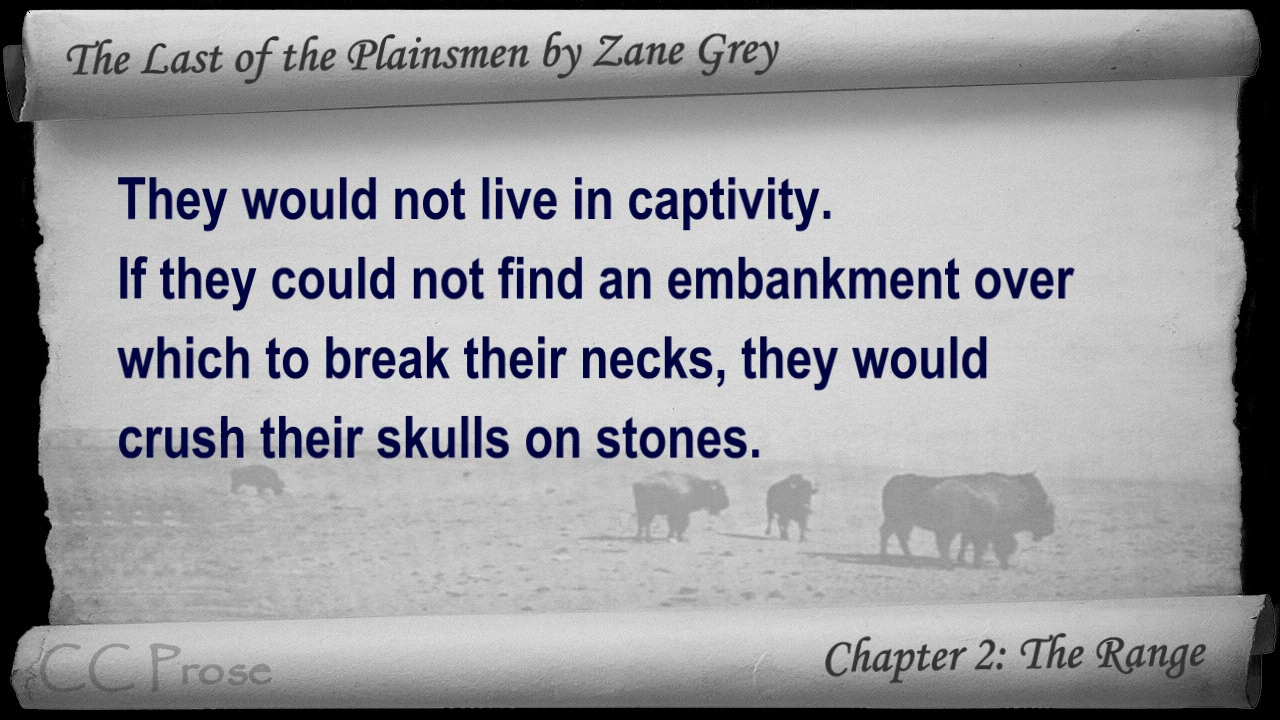 The Last of the Plainsmen by Zane Grey
They would not live in captivity.
If they could not find an embankment over
which to break their necks, they would
crush their skulls on stones.
CC Prose
Chapter 2: The Range